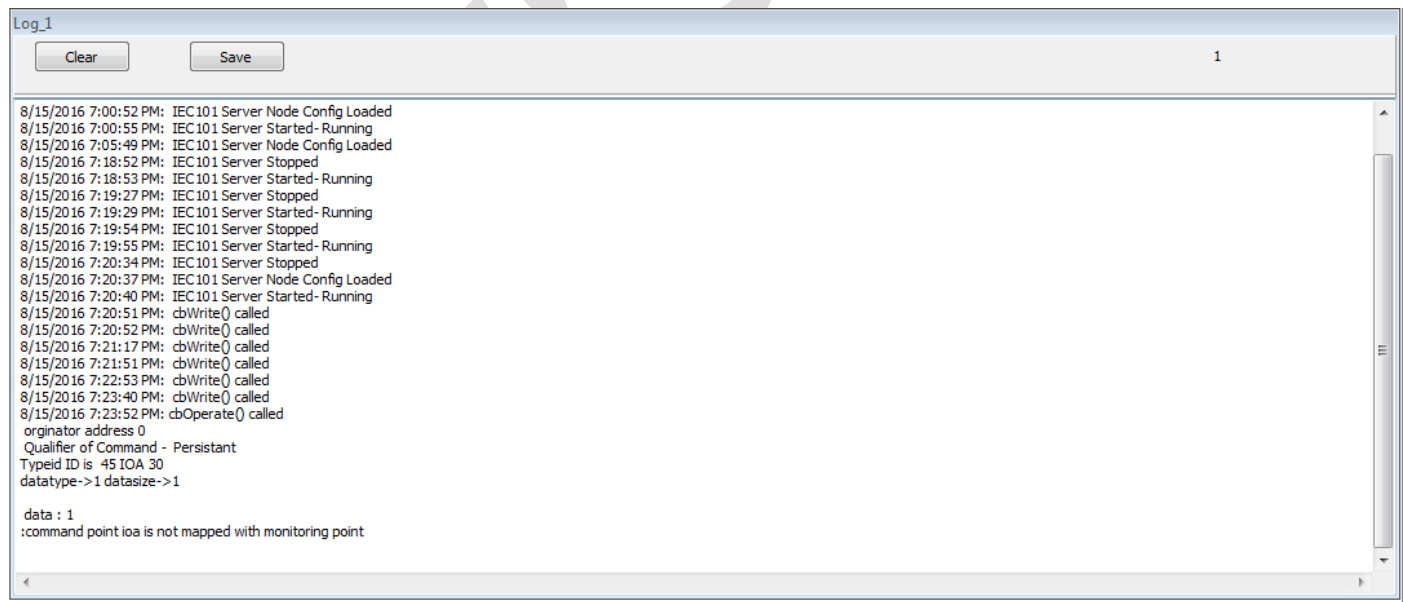 Log_1
Clear
Save
1
8/15/2016 7:00:52 PM:  IEC101 Server Node Config Loaded
8/15/2016 7:00:55 PM:  IEC101 Server Started- Running
8/15/2016 7:05:49 PM:  IEC101 Server Node Config Loaded
8/15/2016 7:18:52 PM:  IEC101 Server Stopped
8/15/2016 7:18:53 PM:  IEC101 Server Started- Running
8/15/2016 7:19:27 PM:  IEC101 Server Stopped
8/15/2016 7:19:29 PM:  IEC101 Server Started- Running
8/15/2016 7:19:54 PM:  IEC101 Server Stopped
8/15/2016 7:19:55 PM:  IEC101 Server Started- Running
8/15/2016 7:20:34 PM:  IEC101 Server Stopped
8/15/2016 7:20:37 PM:  IEC101 Server Node Config Loaded
8/15/2016 7:20:40 PM:  IEC101 Server Started- Running
8/15/2016 7:20:51 PM:  cbWrite() called
8/15/2016 7:20:52 PM:  cbWrite() called
8/15/2016 7:21:17 PM:  cbWrite() called
8/15/2016 7:21:51 PM:  cbWrite() called
8/15/2016 7:22:53 PM:  cbWrite() called
8/15/2016 7:23:40 PM:  cbWrite() called
8/15/2016 7:23:52 PM: cbOperate() called
orginator address 0
Qualifier of Command -  Persistant
Typeid ID is  45 IOA 30
datatype->1 datasize->1
data : 1
:command point ioa is not mapped with monitoring point